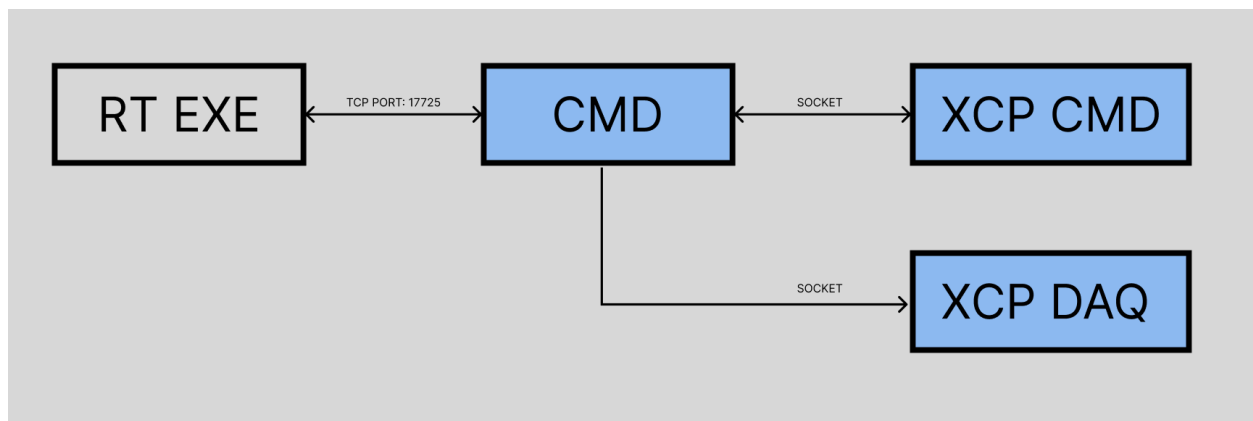 RT EXE
TCP PORT: 17725
CMD
SOCKET
XCP CMD
SOCKET
XCP DAQ